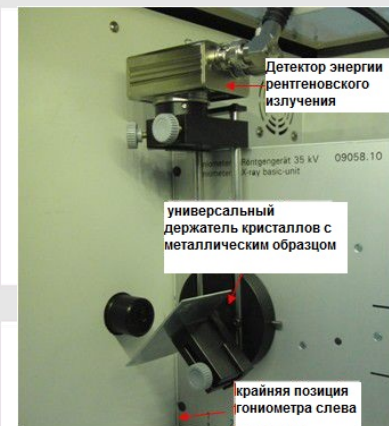 Детектор энергии
рентгеновского
излучения
Röntgengerät 35 kV 09058.10
X-ray basic-unit
универсальный
держатель кристаллов с
металлическим образцом
крайняя позиция
гониометра слева